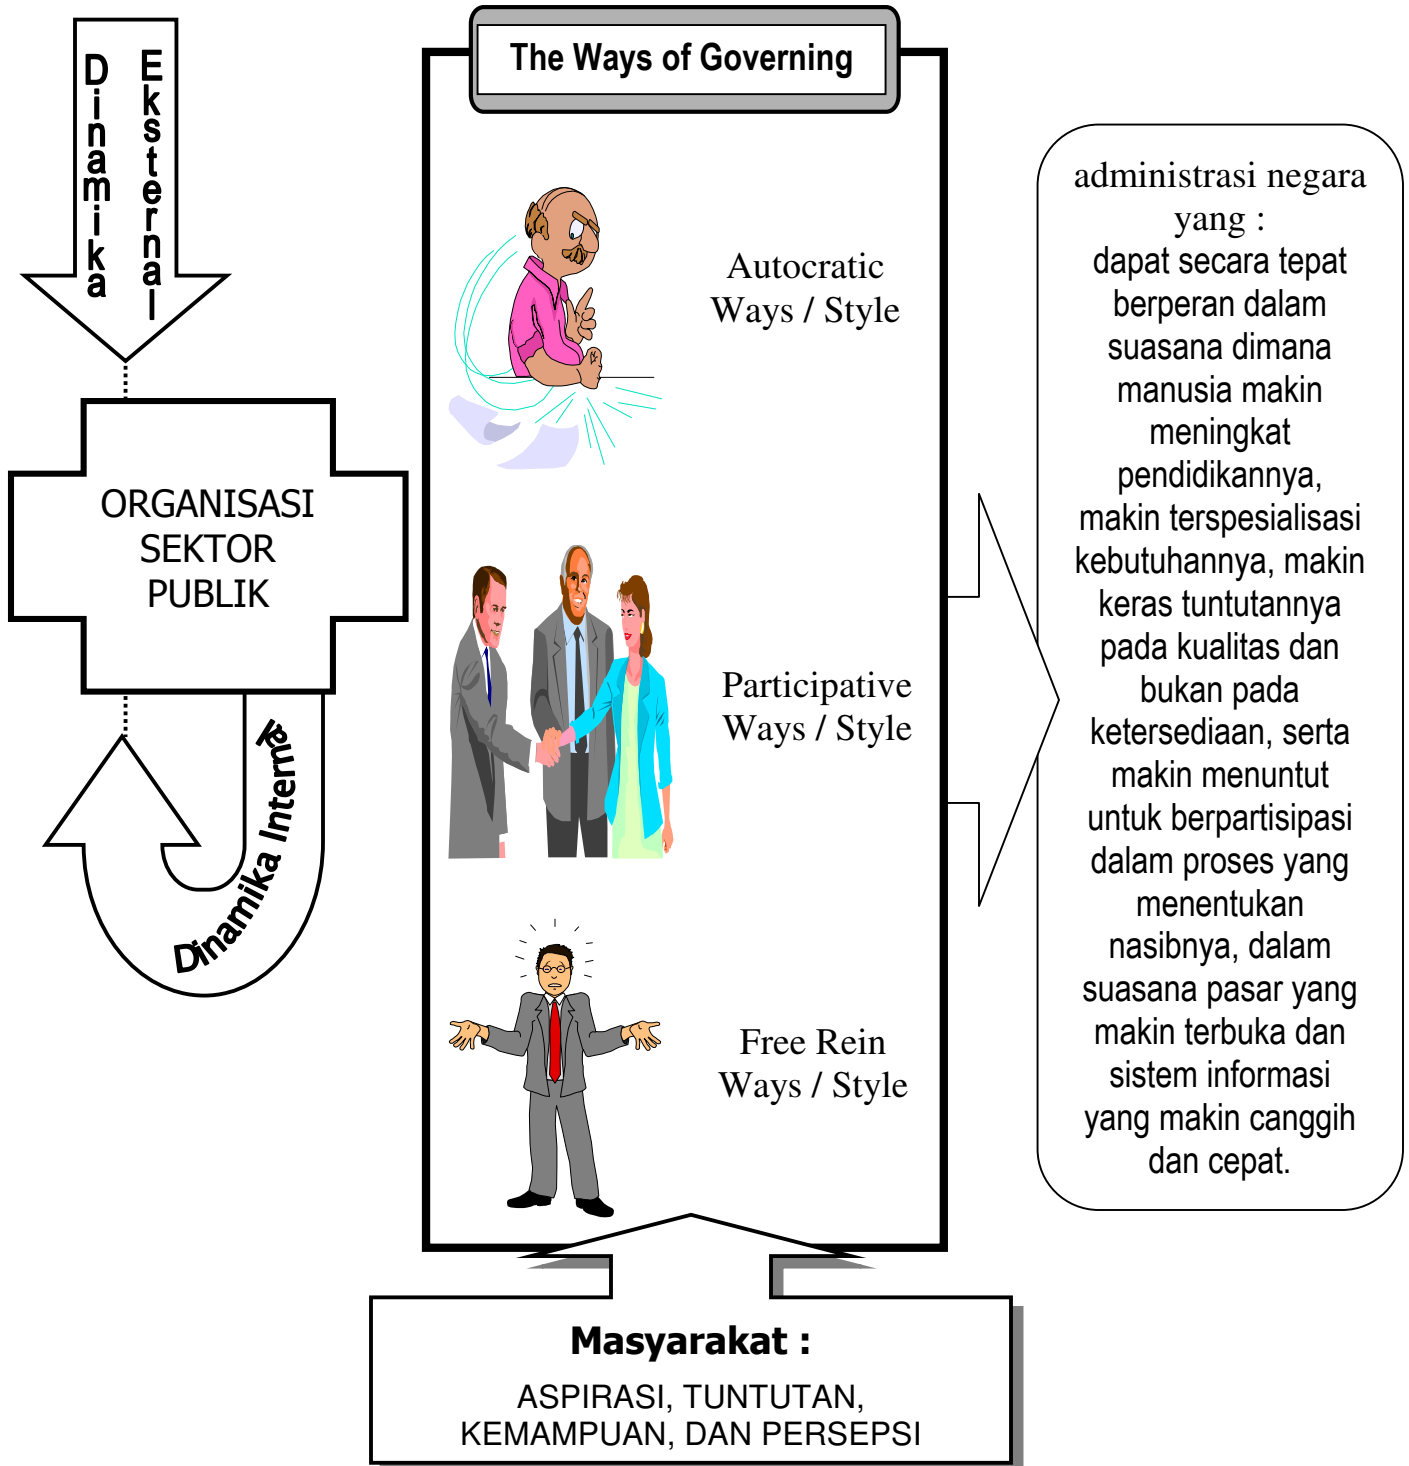 Dinamika
Eksternal
ORGANISASI
SEKTOR
PUBLIK
Dinamika Internal
The Ways of Governing
Autocratic
Ways / Style
Participative
Ways / Style
Free Rein
Ways / Style
administrasi negara
yang :
dapat secara tepat
berperan dalam
suasana dimana
manusia makin
meningkat
pendidikannya,
makin terspesialisasi
kebutuhannya, makin
keras tuntutannya
pada kualitas dan
bukan pada
ketersediaan, serta
makin menuntut
untuk berpartisipasi
dalam proses yang
menentukan
nasibnya, dalam
suasana pasar yang
makin terbuka dan
sistem informasi
yang makin canggih
dan cepat.
Masyarakat :
ASPIRASI, TUNTUTAN,
KEMAMPUAN, DAN PERSEPSI